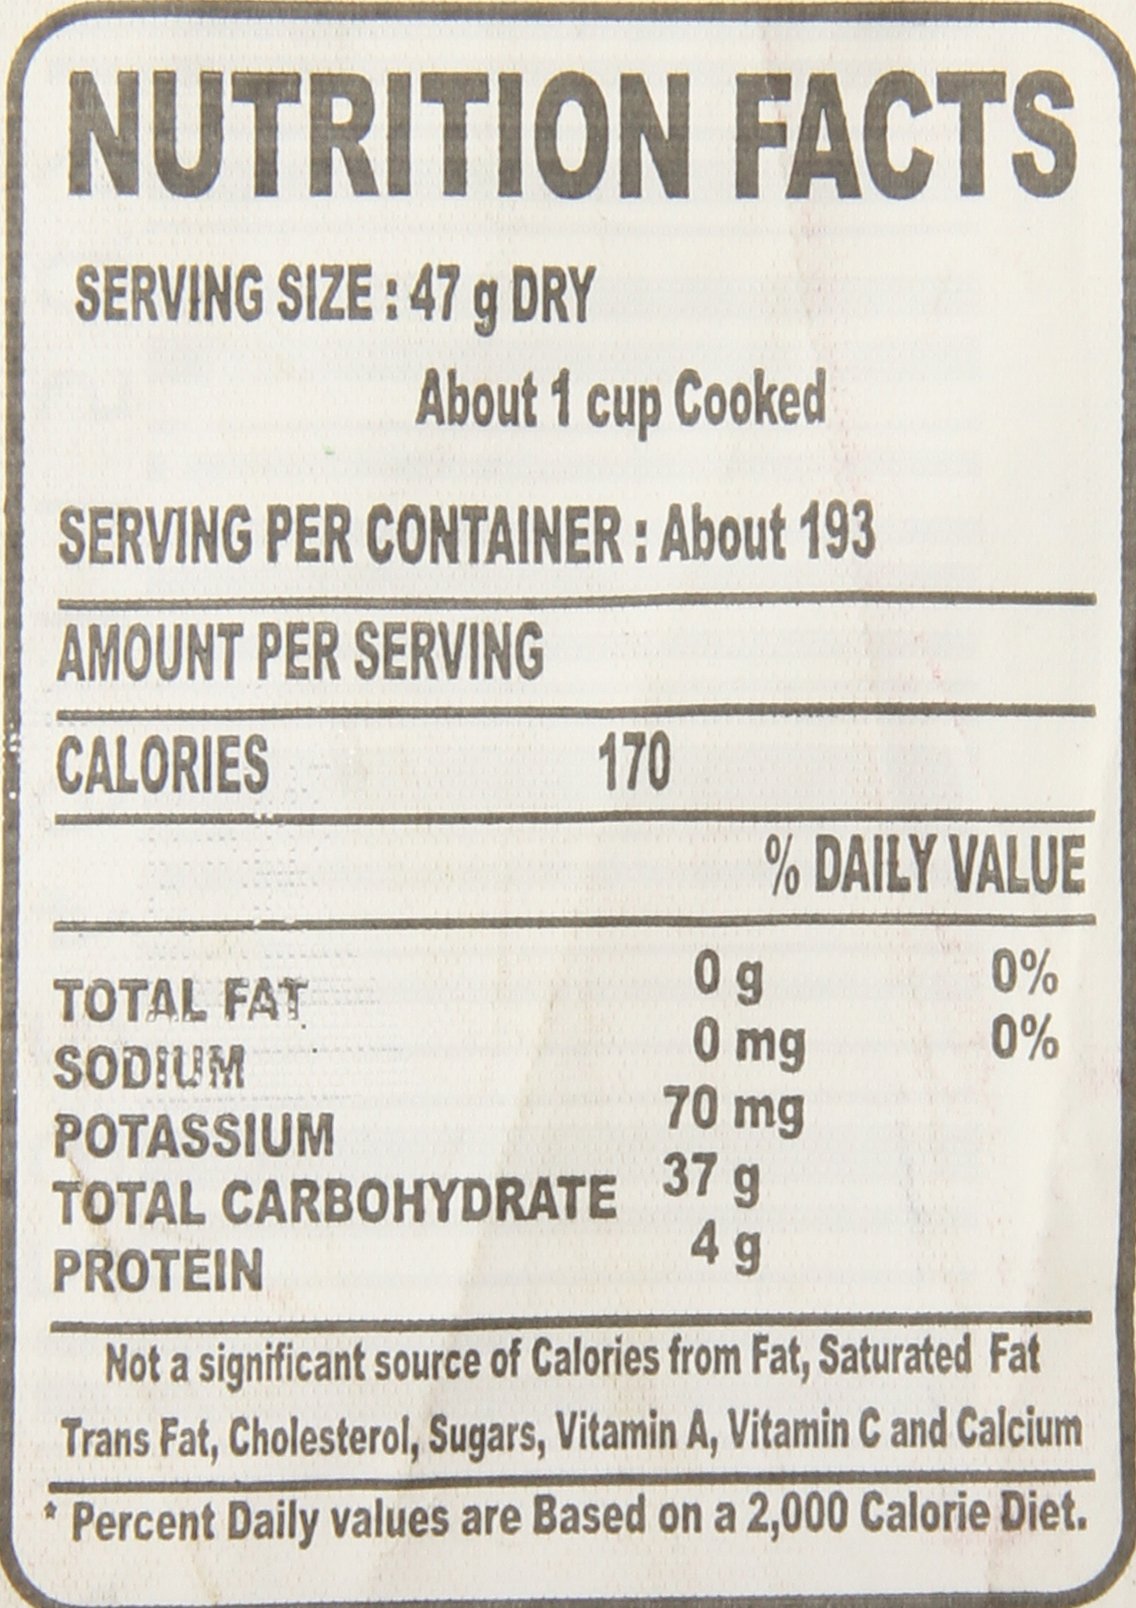 NUTRITION FACTS
SERVING SIZE : 47 g DRY
About 1 cup Cooked
SERVING PER CONTAINER : About 193
AMOUNT PER SERVING
CALORIES 170
% DAILY VALUE
TOTAL FAT 0 g 0%
SODIUM 0 mg 0%
POTASSIUM 70 mg
TOTAL CARBOHYDRATE 37 g
PROTEIN 4 g
Not a significant source of Calories from Fat, Saturated Fat
Trans Fat, Cholesterol, Sugars, Vitamin A, Vitamin C and Calcium
* Percent Daily values are Based on a 2,000 Calorie Diet.